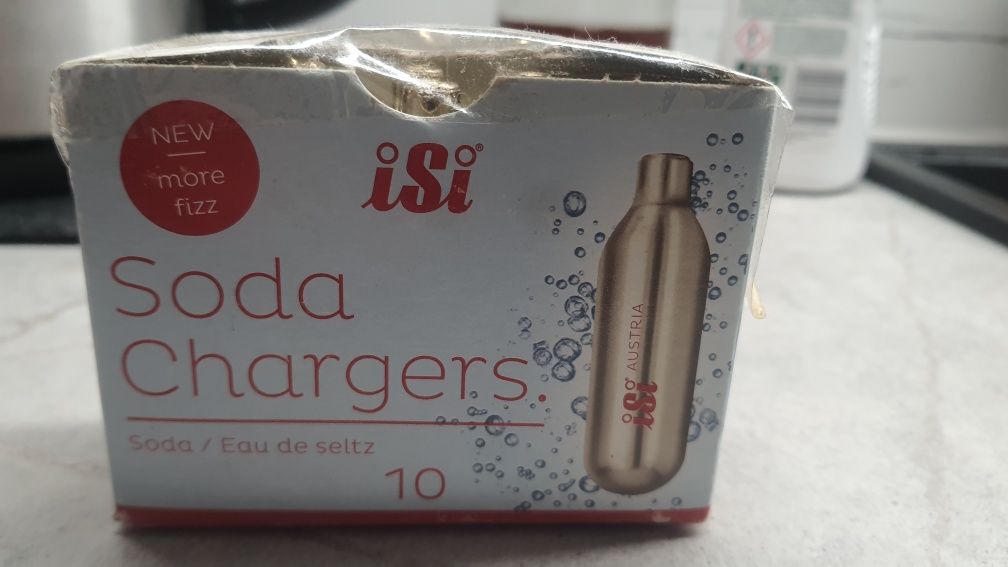 NEW
more
fizz
iSi®
Soda
Chargers.
Soda / Eau de seltz
10
iSi AUSTRIA